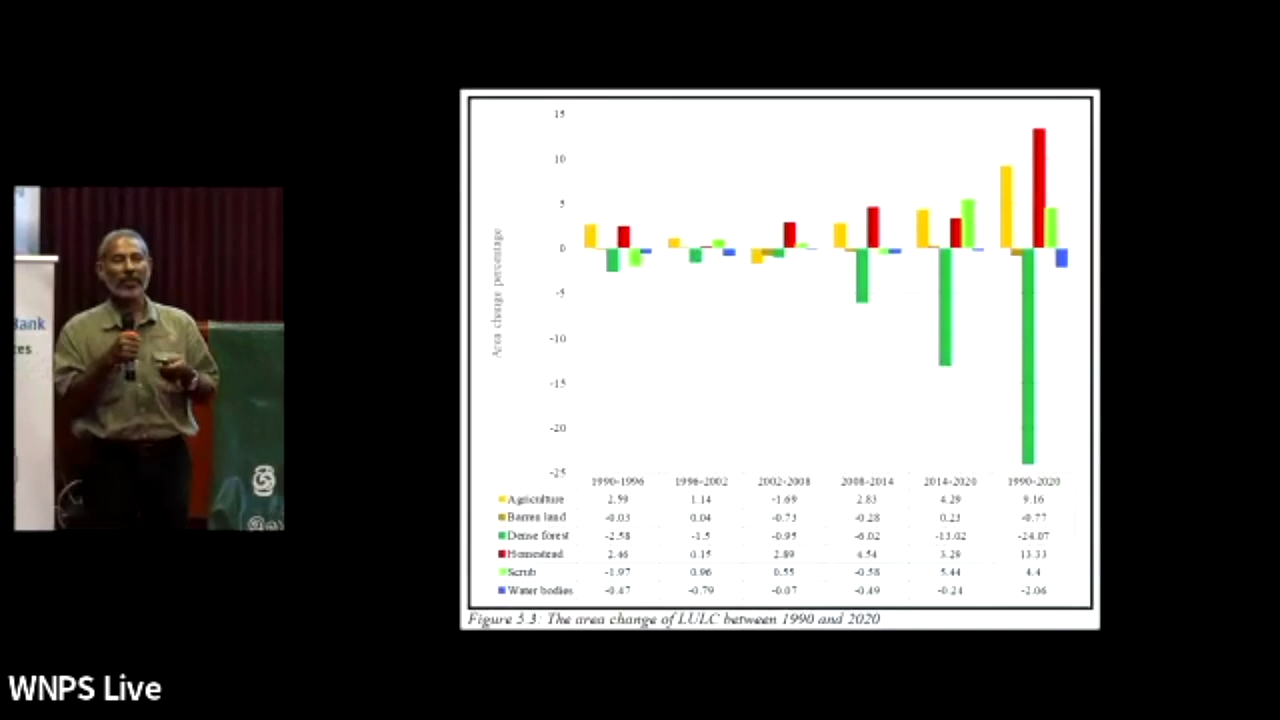 Bank
ces
15
10
5
0
-5
-10
-15
-20
-25
Area change percentage
1990-1996 1996-2002 2002-2008 2008-2014 2014-2020 1990-2020
Agriculture 2.59 1.14 -1.69 2.83 4.29 9.16
Barren land -0.03 0.04 -0.73 -0.28 0.23 -0.77
Dense forest -2.58 -1.5 -0.95 -6.02 -13.02 -24.07
Homestead 2.46 0.15 2.89 4.54 3.29 13.33
Scrub -1.97 0.96 0.55 -0.58 5.44 4.4
Water bodies -0.47 -0.79 -0.07 -0.49 -0.24 -2.06
Figure 5.3: The area change of LULC between 1990 and 2020
WNPS Live